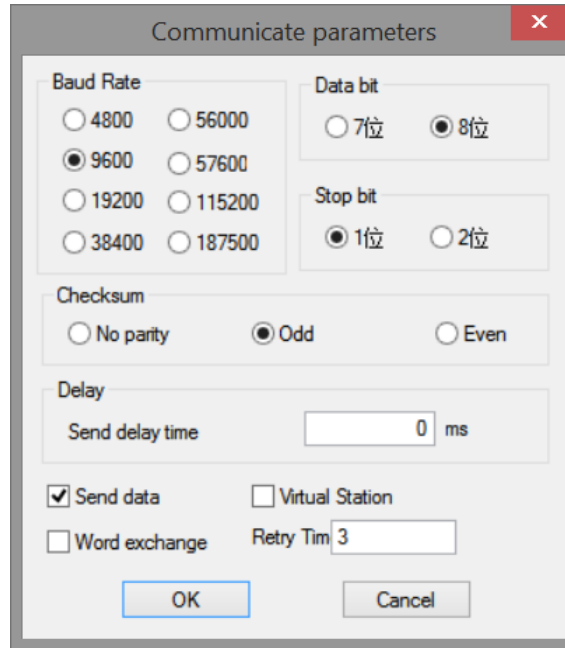 Communicate parameters
Baud Rate
4800 56000
9600 57600
19200 115200
38400 187500
Data bit
7位 8位
Stop bit
1位 2位
Checksum
No parity Odd Even
Delay
Send delay time 0 ms
Send data Virtual Station
Word exchange Retry Tim 3
OK Cancel